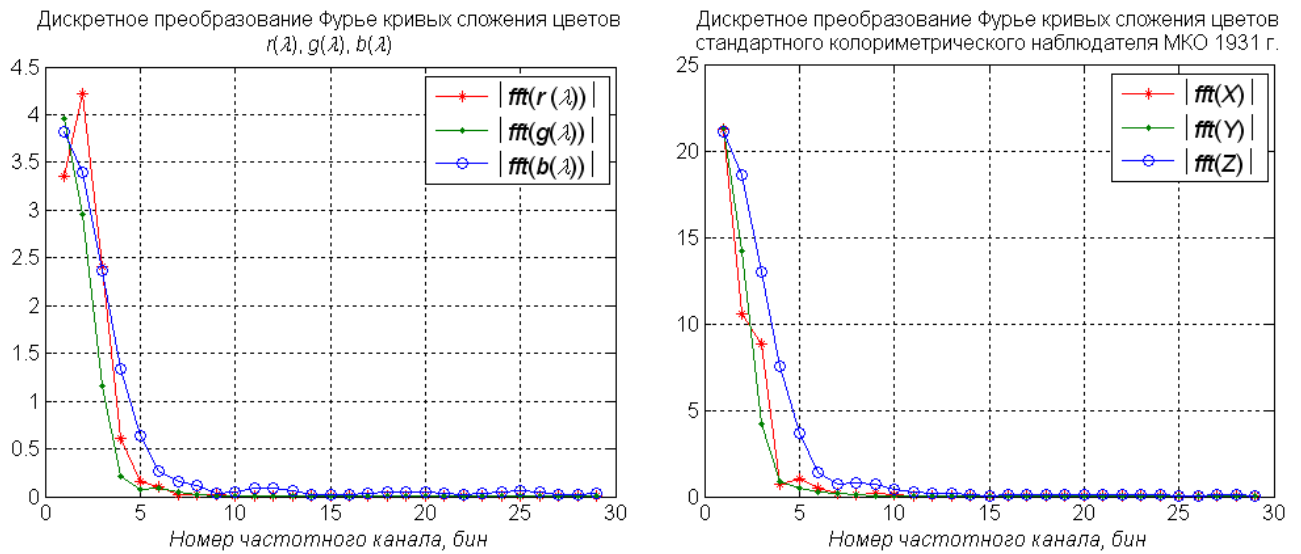 Дискретное преобразование Фурье кривых сложения цветов
r(λ), g(λ), b(λ)
4.5
4
3.5
3
2.5
2
1.5
1
0.5
0
0 5 10 15 20 25 30
| fft(r (λ)) |
| fft(g(λ)) |
| fft(b(λ)) |
Номер частотного канала, бин
Дискретное преобразование Фурье кривых сложения цветов
стандартного колориметрического наблюдателя МКО 1931 г.
25
20
15
10
5
0
0 5 10 15 20 25 30
| fft(X) |
| fft(Y) |
| fft(Z) |
Номер частотного канала, бин